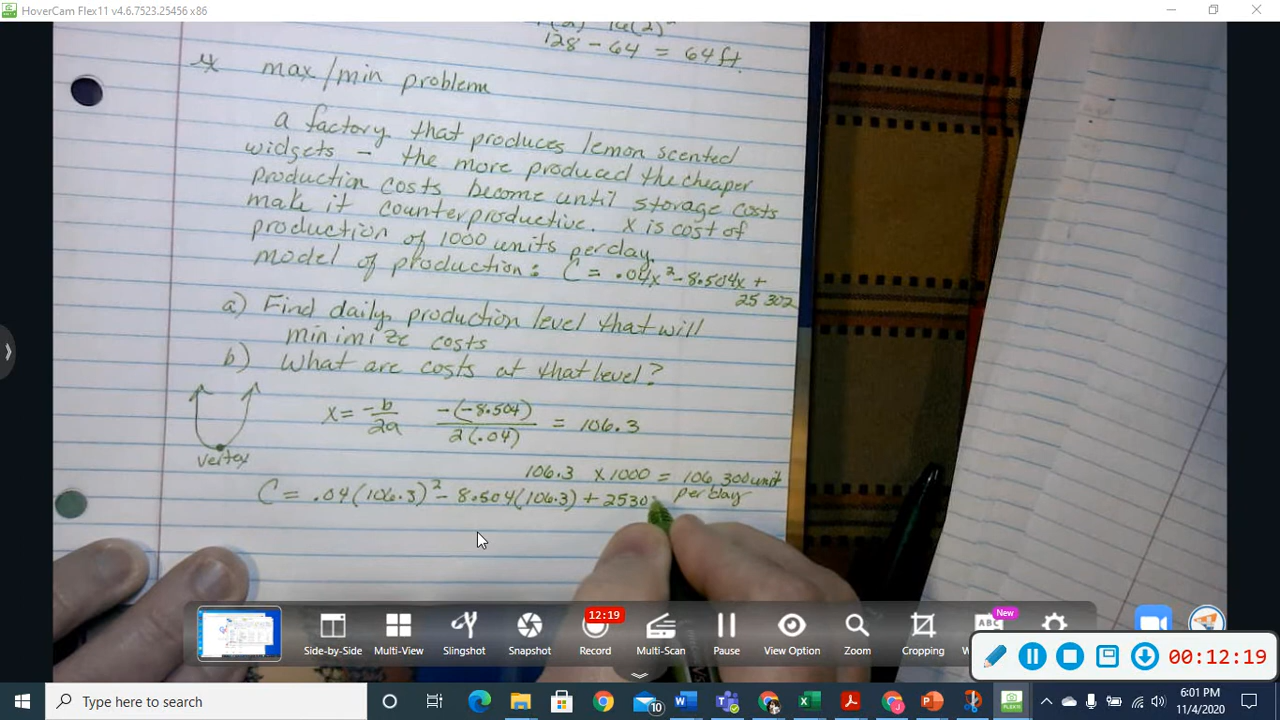 HoverCam Flex11 v4.6.7523.25456 x86
128 - 64 = 64 ft.
* max/min problem
a factory that produces lemon scented
widgets - the more produced the cheaper
production costs become until storage costs
make it counterproductive. X is cost of
production of 1000 units per day.
model of production: C = .04x² - 8.504x +
25302
a) Find daily production level that will
minimize costs
b) What are costs at that level?
x = -b/2a -(-8.504)/2(.04) = 106.3
vertex
106.3 x 1000 = 106,300 unit
per day
C = .04(106.3)² - 8.504(106.3) + 2530
12:19
New
ABC
Side-by-Side Multi-View Slingshot Snapshot Record Multi-Scan Pause View Option Zoom Cropping W
00:12:19
Type here to search
10
6:01 PM
11/4/2020